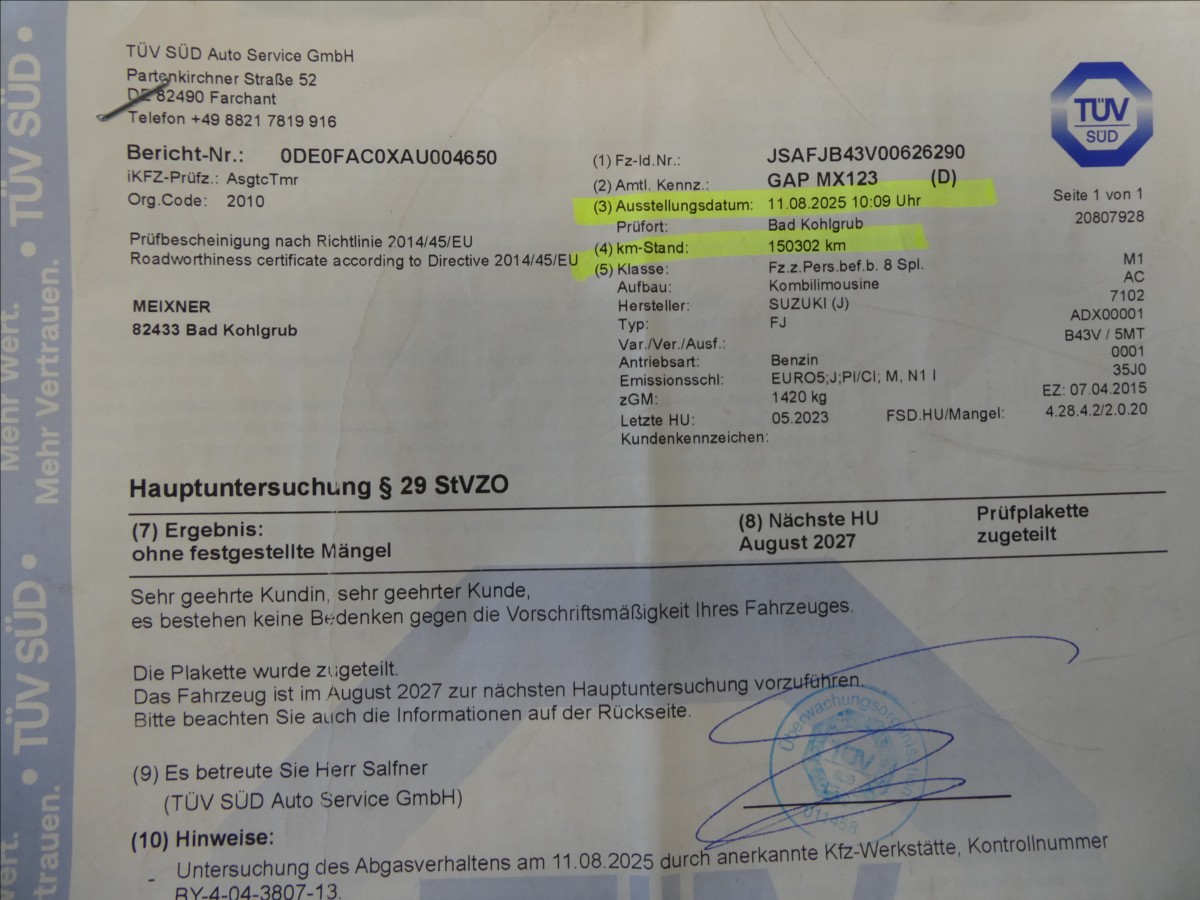 TÜV SÜD Auto Service GmbH
Partenkirchner Straße 52
DE 82490 Farchant
Telefon +49 8821 7819 916
TÜV
SÜD
Bericht-Nr.: 0DE0FAC0XAU004650
iKFZ-Prüfz.: AsgtcTmr
Org.Code: 2010
Prüfbescheinigung nach Richtlinie 2014/45/EU
Roadworthiness certificate according to Directive 2014/45/EU
MEIXNER
82433 Bad Kohlgrub
(1) Fz-Id.Nr.: JSAFJB43V00626290
(2) Amtl. Kennz.: GAP MX123 (D)
(3) Ausstellungsdatum: 11.08.2025 10:09 Uhr Seite 1 von 1
Prüfort: Bad Kohlgrub 20807928
(4) km-Stand: 150302 km
(5) Klasse: Fz.z.Pers.bef.b. 8 Spl. M1
Aufbau: Kombilimousine AC
Hersteller: SUZUKI (J) 7102
Typ: FJ ADX00001
Var./Ver./Ausf.: B43V / 5MT
Antriebsart: Benzin 0001
Emissionsschl: EURO5;J;PI/CI; M, N1 I 35J0
zGM: 1420 kg EZ: 07.04.2015
Letzte HU: 05.2023 FSD.HU/Mangel: 4.28.4.2/2.0.20
Kundenkennzeichen:
Hauptuntersuchung § 29 StVZO
(7) Ergebnis: (8) Nächste HU Prüfplakette
ohne festgestellte Mängel August 2027 zugeteilt
Sehr geehrte Kundin, sehr geehrter Kunde,
es bestehen keine Bedenken gegen die Vorschriftsmäßigkeit Ihres Fahrzeuges.
Die Plakette wurde zugeteilt.
Das Fahrzeug ist im August 2027 zur nächsten Hauptuntersuchung vorzuführen.
Bitte beachten Sie auch die Informationen auf der Rückseite.
Überwachungsorganisation
TÜV
SÜD
011458
(9) Es betreute Sie Herr Salfner
(TÜV SÜD Auto Service GmbH)
(10) Hinweise:
- Untersuchung des Abgasverhaltens am 11.08.2025 durch anerkannte Kfz-Werkstätte, Kontrollnummer
BY-4-04-3807-13.
Mehr Wert.
Mehr Vertrauen.
• TÜV SÜD • TÜV SÜD •